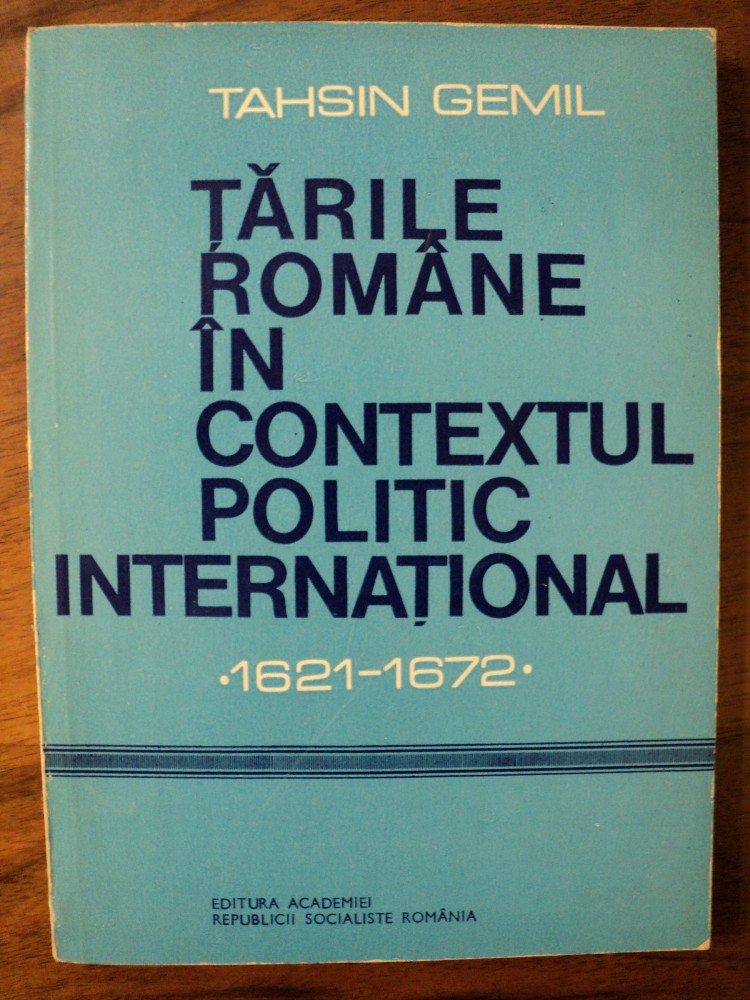 TAHSIN GEMIL
ȚĂRILE
ROMÂNE
ÎN
CONTEXTUL
POLITIC
INTERNAȚIONAL
·1621–1672·
EDITURA ACADEMIEI
REPUBLICII SOCIALISTE ROMÂNIA